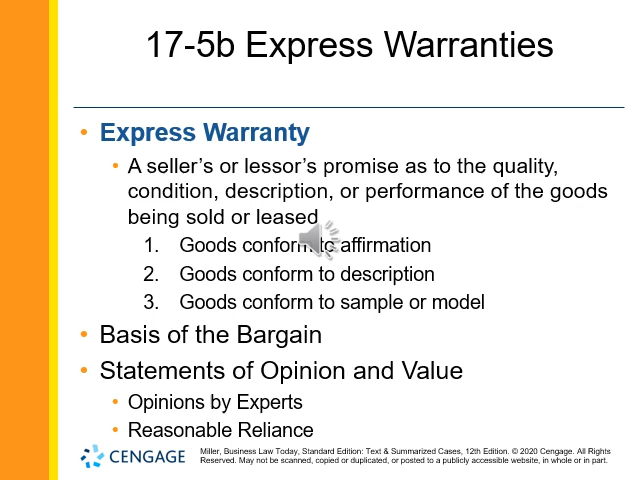 17-5b Express Warranties
• Express Warranty
• A seller’s or lessor’s promise as to the quality,
condition, description, or performance of the goods
being sold or leased
1. Goods conform to affirmation
2. Goods conform to description
3. Goods conform to sample or model
• Basis of the Bargain
• Statements of Opinion and Value
• Opinions by Experts
• Reasonable Reliance
CENGAGE
Miller, Business Law Today, Standard Edition: Text & Summarized Cases, 12th Edition. © 2020 Cengage. All Rights
Reserved. May not be scanned, copied or duplicated, or posted to a publicly accessible website, in whole or in part.